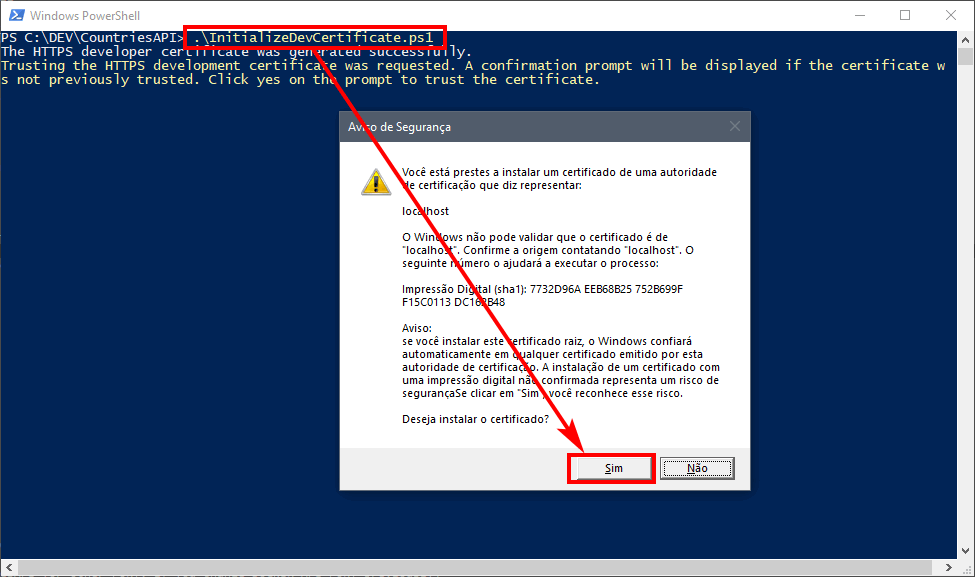 Windows PowerShell
PS C:\DEV\CountriesAPI> .\InitializeDevCertificate.ps1
The HTTPS developer certificate was generated successfully.
Trusting the HTTPS development certificate was requested. A confirmation prompt will be displayed if the certificate w
s not previously trusted. Click yes on the prompt to trust the certificate.
Aviso de Segurança
Você está prestes a instalar um certificado de uma autoridade
de certificação que diz representar:
localhost
O Windows não pode validar que o certificado é de
"localhost". Confirme a origem contatando "localhost". O
seguinte número o ajudará a executar o processo:
Impressão Digital (sha1): 7732D96A EEB68B25 752B699F
F15C0113
Aviso:
se você instalar este certificado raiz, o Windows confiará
automaticamente em qualquer certificado emitido por esta
autoridade de certificação. A instalação de um certificado com
uma impressão digital não confirmada representa um risco de
segurançaSe clicar em "Sim", você reconhece esse risco.
Deseja instalar o certificado?
Sim
Não